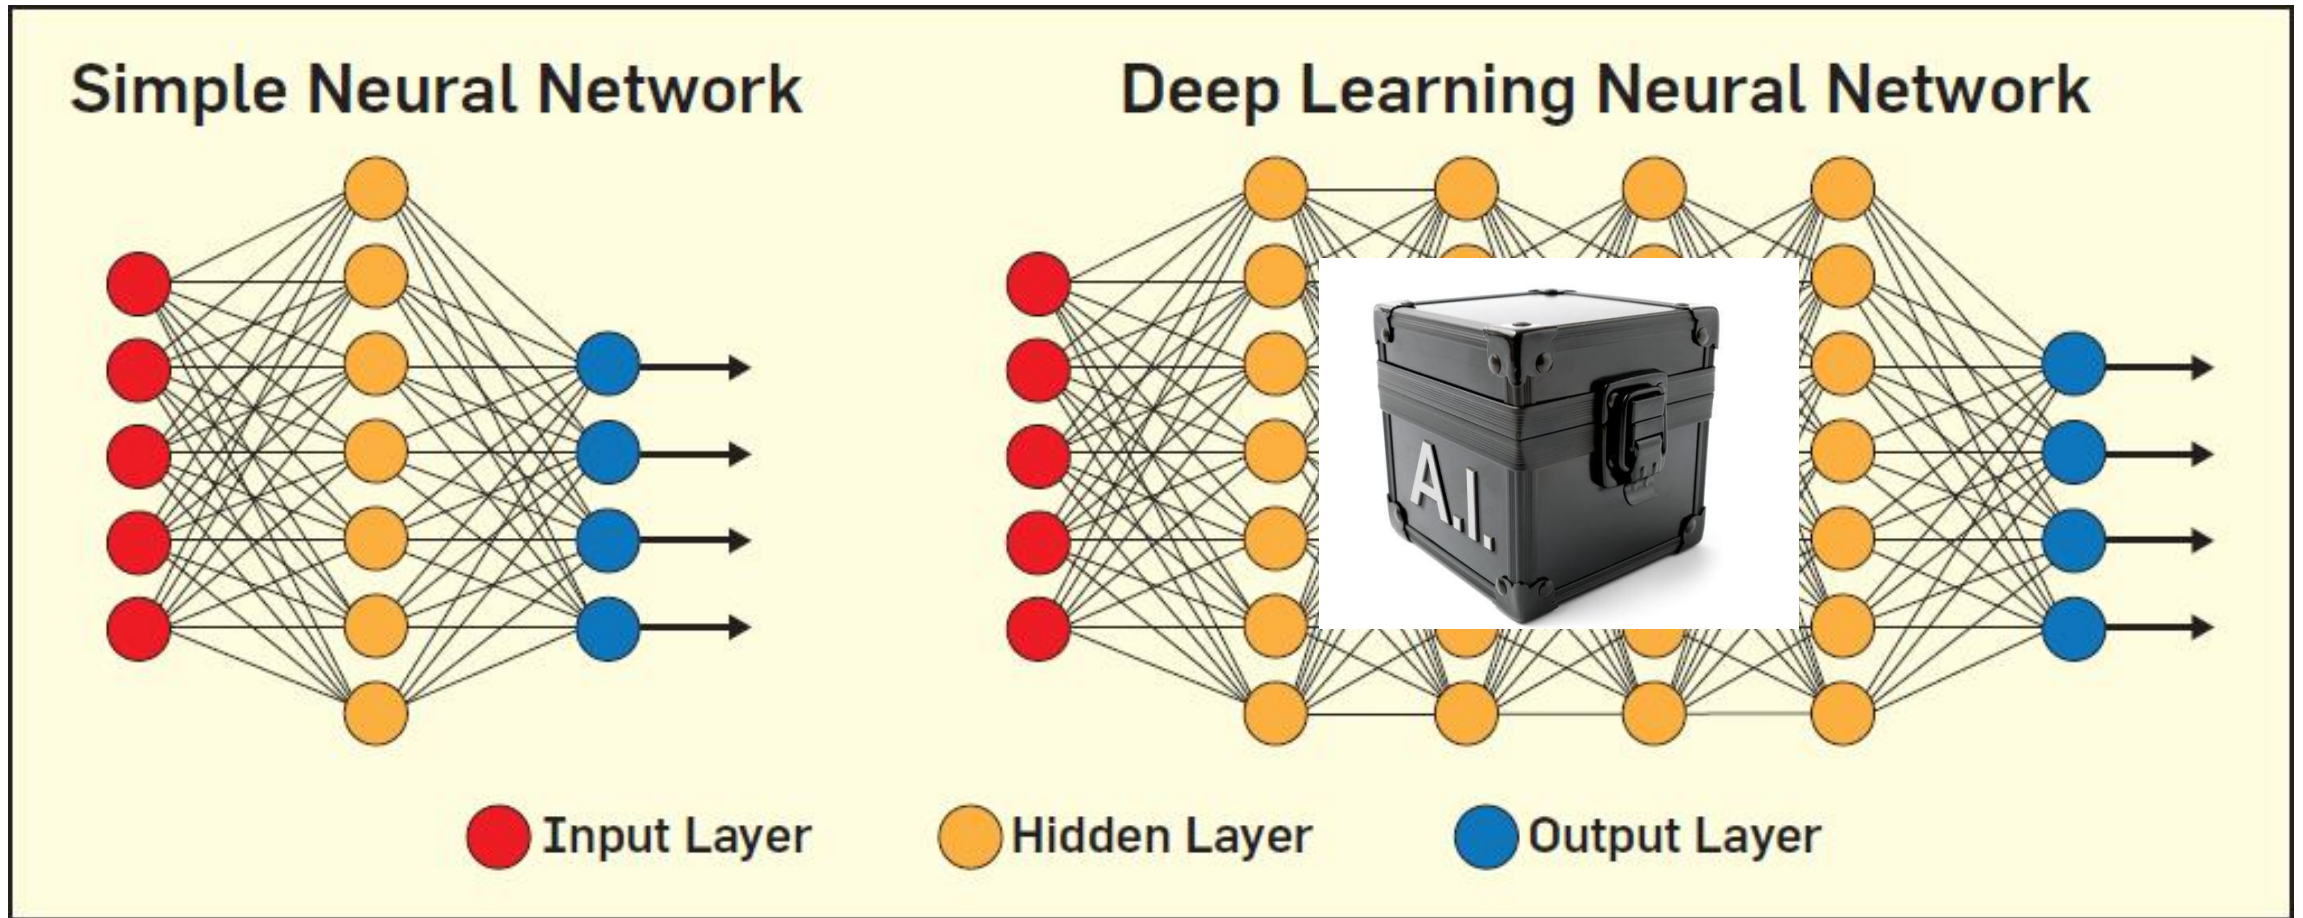 Simple Neural Network
Deep Learning Neural Network
A.I.
Input Layer
Hidden Layer
Output Layer